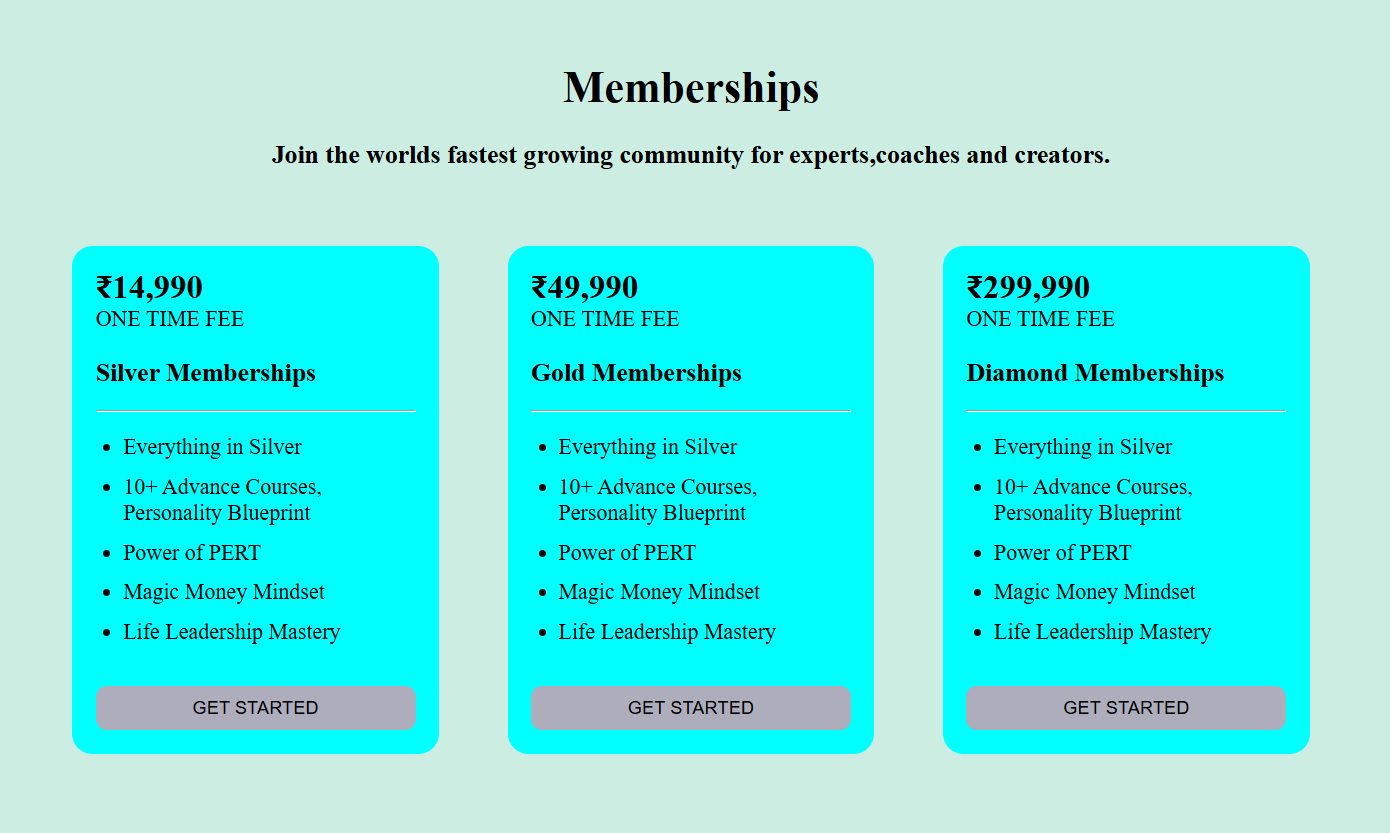 Memberships
Join the worlds fastest growing community for experts,coaches and creators.
₹14,990
ONE TIME FEE
Silver Memberships
Everything in Silver
10+ Advance Courses,
Personality Blueprint
Power of PERT
Magic Money Mindset
Life Leadership Mastery
GET STARTED
₹49,990
ONE TIME FEE
Gold Memberships
Everything in Silver
10+ Advance Courses,
Personality Blueprint
Power of PERT
Magic Money Mindset
Life Leadership Mastery
GET STARTED
₹299,990
ONE TIME FEE
Diamond Memberships
Everything in Silver
10+ Advance Courses,
Personality Blueprint
Power of PERT
Magic Money Mindset
Life Leadership Mastery
GET STARTED